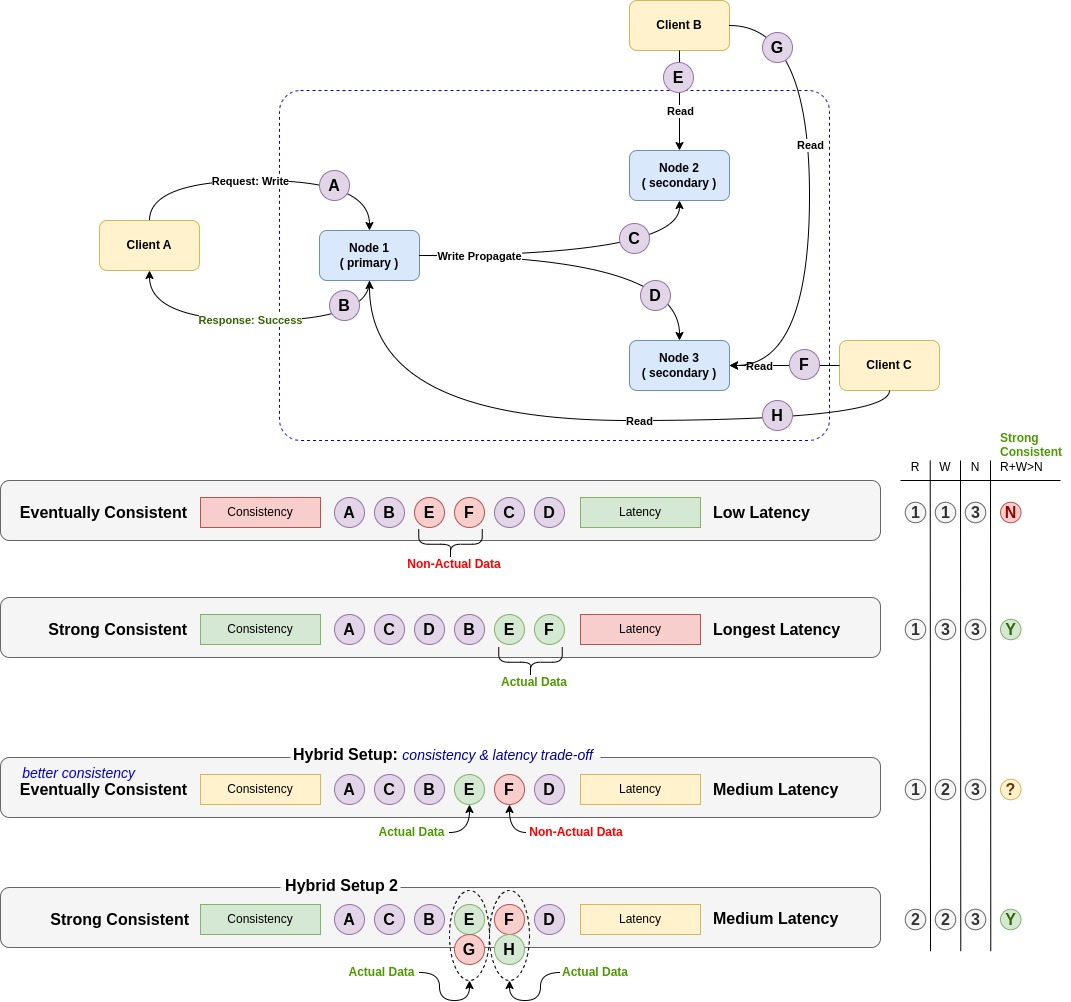 Client B
G
E
Read
Read
Node 2
( secondary )
Request: Write
A
Client A
Node 1
( primary )
C
Write Propagate
D
B
Response: Success
Node 3
( secondary )
Read
F
Client C
H
Read
Strong
Consistent
R W N R+W>N
Eventually Consistent Consistency A B E F C D Latency Low Latency 1 1 3 N
Non-Actual Data
Strong Consistent Consistency A C D B E F Latency Longest Latency 1 3 3 Y
Actual Data
Hybrid Setup: consistency & latency trade-off
better consistency
Eventually Consistent Consistency A C B E F D Latency Medium Latency 1 2 3 ?
Actual Data Non-Actual Data
Hybrid Setup 2
Strong Consistent Consistency A C B E F D Latency Medium Latency 2 2 3 Y
G H
Actual Data Actual Data